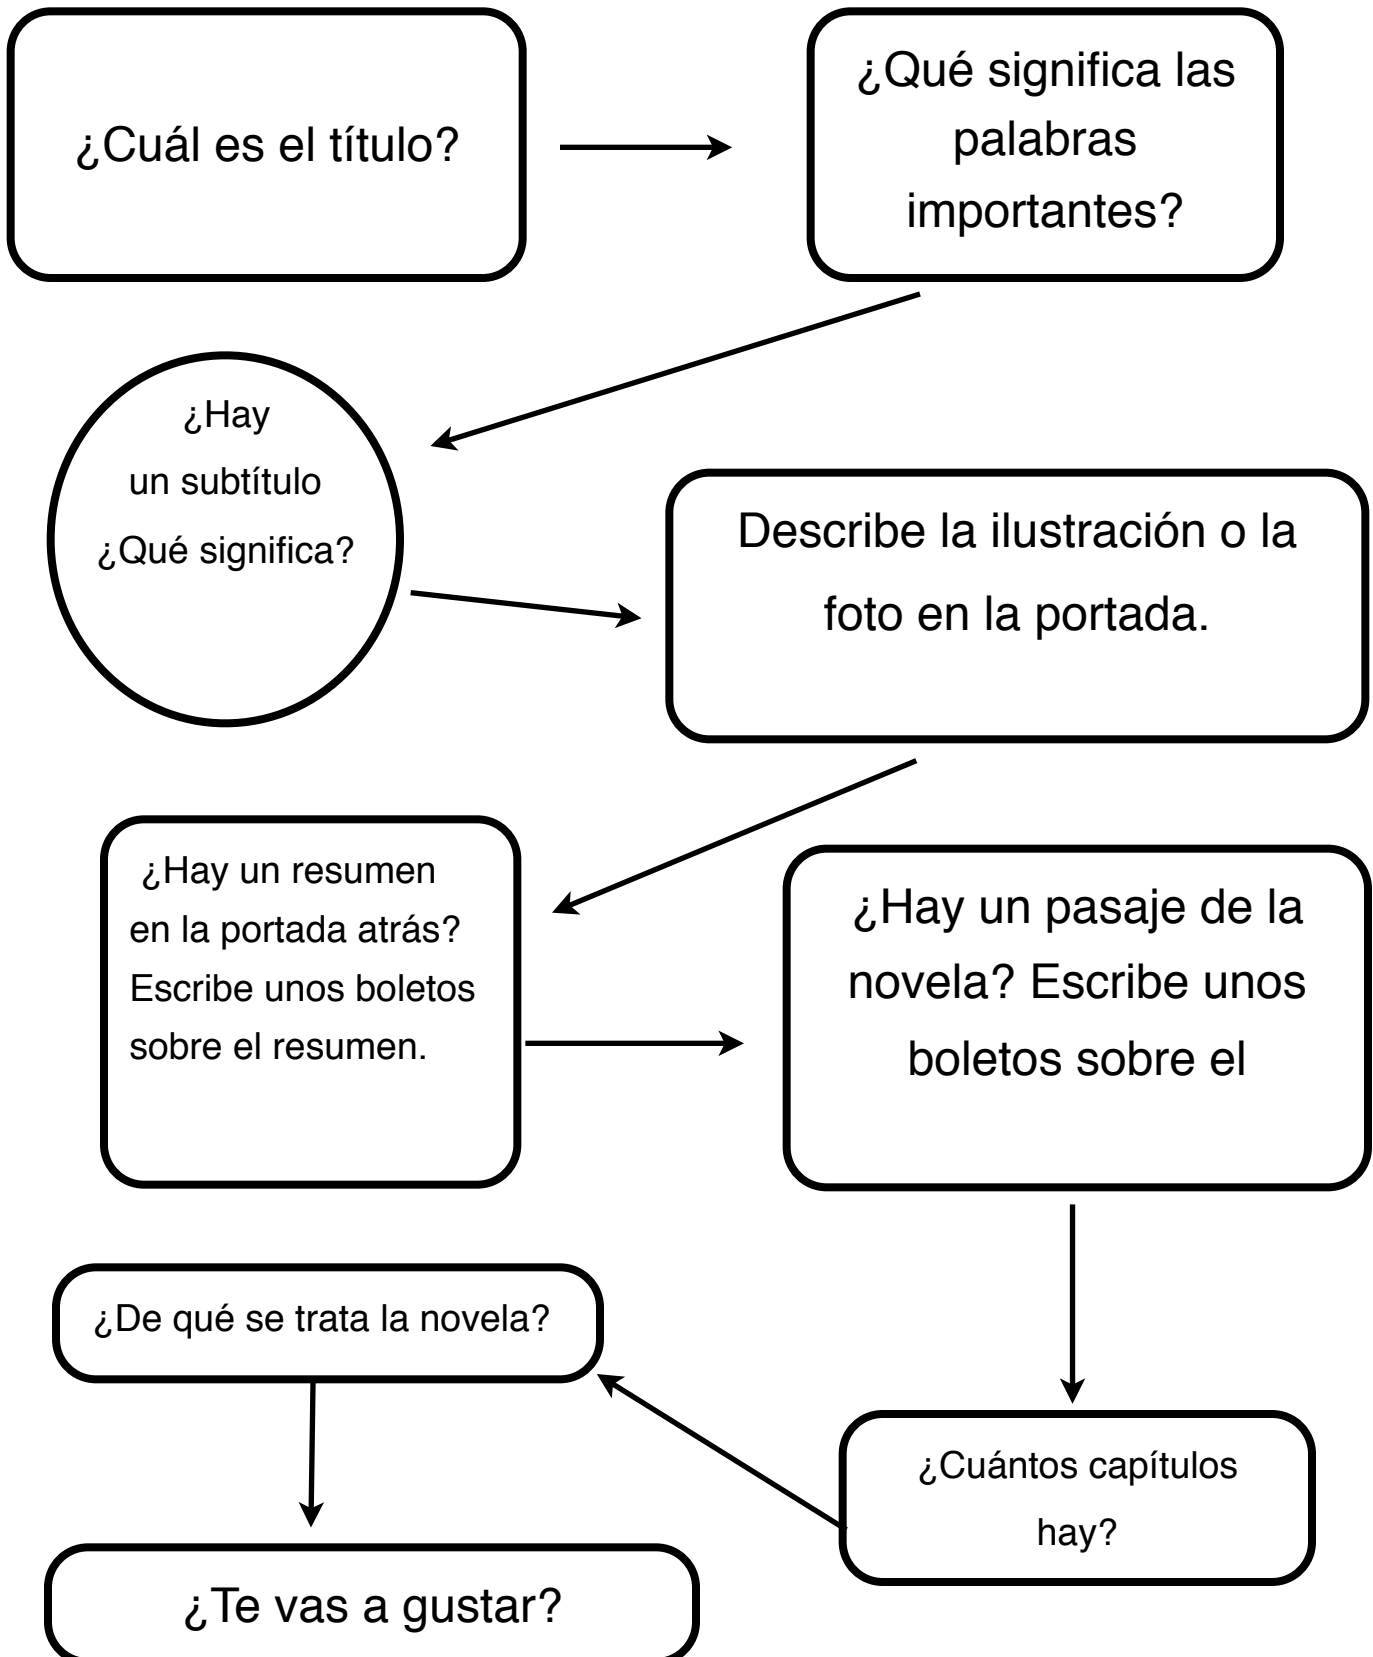 ¿Cuál es el título?
¿Qué significa las
palabras
importantes?
¿Hay
un subtítulo
¿Qué significa?
Describe la ilustración o la
foto en la portada.
¿Hay un resumen
en la portada atrás?
Escribe unos boletos
sobre el resumen.
¿Hay un pasaje de la
novela? Escribe unos
boletos sobre el
¿Cuántos capítulos
hay?
¿De qué se trata la novela?
¿Te vas a gustar?